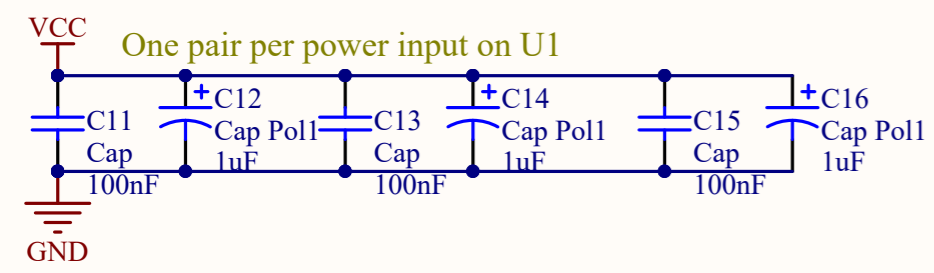 VCC
One pair per power input on U1
C11
Cap
100nF
+
C12
Cap Pol1
1uF
C13
Cap
100nF
+
C14
Cap Pol1
1uF
C15
Cap
100nF
+
C16
Cap Pol1
1uF
GND